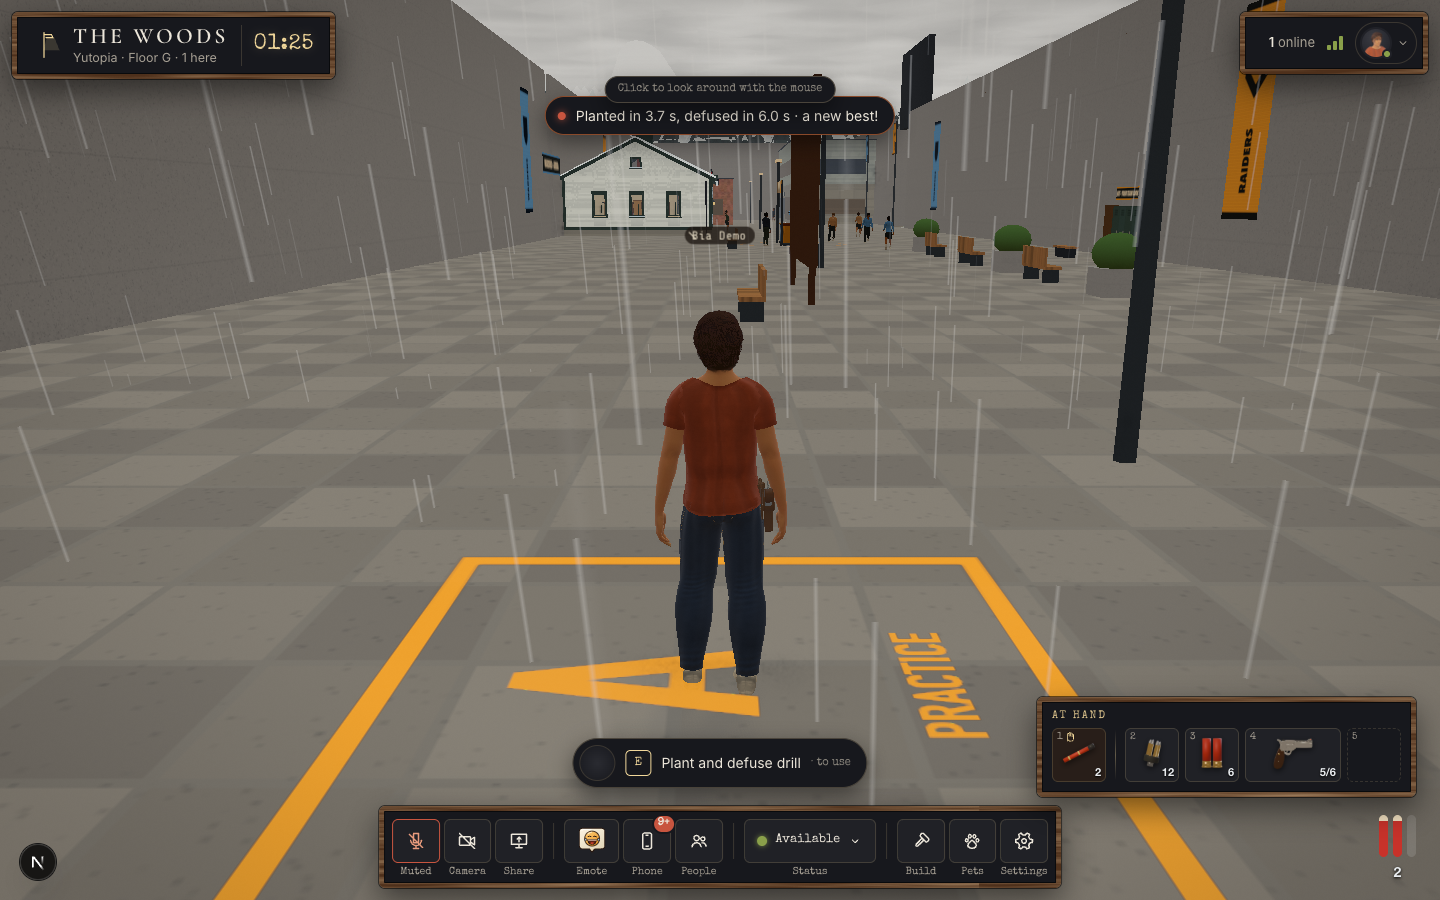 THE WOODS
Yutopia · Floor G · 1 here
01:25
1 online
Click to look around with the mouse
Planted in 3.7 s, defused in 6.0 s · a new best!
RAIDERS
Bia Demo
A
PRACTICE
E
Plant and defuse drill · to use
AT HAND
1
2
2
12
3
6
4
5/6
5
N
Muted
Camera
Share
Emote
9+
Phone
People
Available
Status
Build
Pets
Settings
2